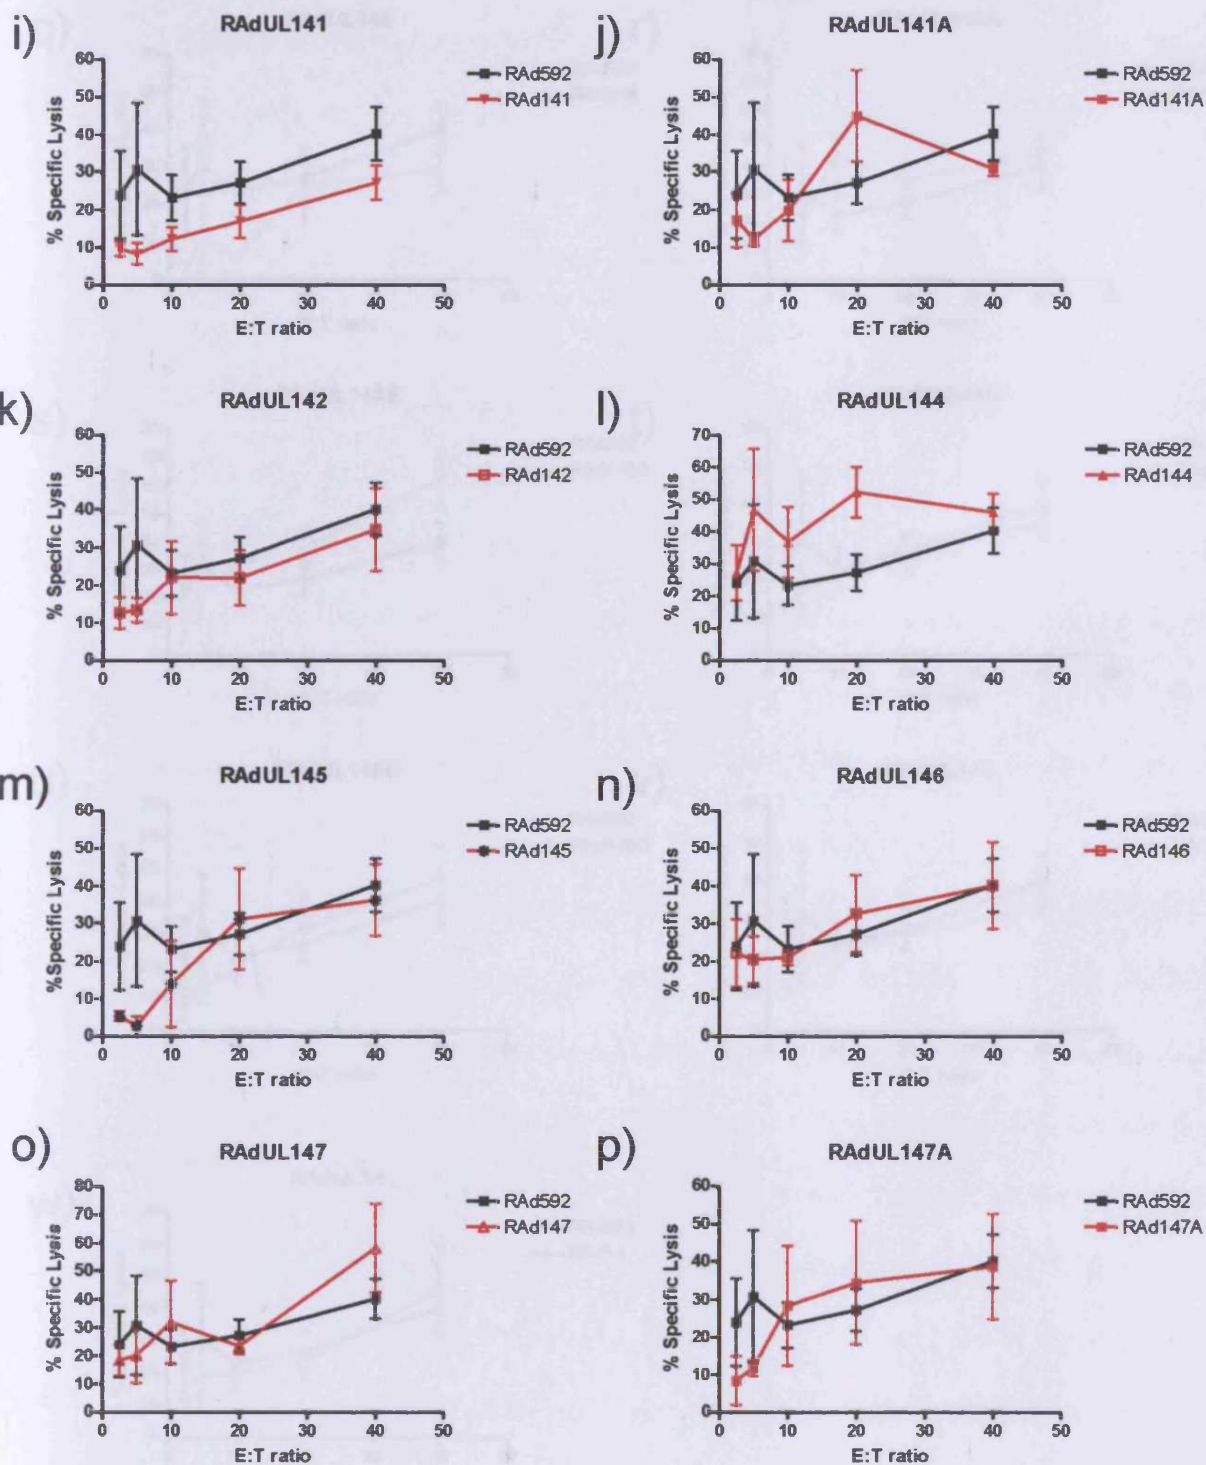 i)
RAdUL141
60
50
40
30
20
10
0
% Specific Lysis
0 10 20 30 40 50
E:T ratio
RAd592
RAd141
j)
RAdUL141A
60
50
40
30
20
10
0
% Specific Lysis
0 10 20 30 40 50
E:T ratio
RAd592
RAd141A
k)
RAdUL142
60
50
40
30
20
10
0
% Specific Lysis
0 10 20 30 40 50
E:T ratio
RAd592
RAd142
l)
RAdUL144
70
60
50
40
30
20
10
0
% Specific Lysis
0 10 20 30 40 50
E:T ratio
RAd592
RAd144
m)
RAdUL145
60
50
40
30
20
10
0
%Specific Lysis
0 10 20 30 40 50
E:T ratio
RAd592
RAd145
n)
RAdUL146
60
50
40
30
20
10
0
% Specific Lysis
0 10 20 30 40 50
E:T ratio
RAd592
RAd146
o)
RAdUL147
80
70
60
50
40
30
20
10
0
% Specific Lysis
0 10 20 30 40 50
E:T ratio
RAd592
RAd147
p)
RAdUL147A
60
50
40
30
20
10
0
% Specific Lysis
0 10 20 30 40 50
E:T ratio
RAd592
RAd147A